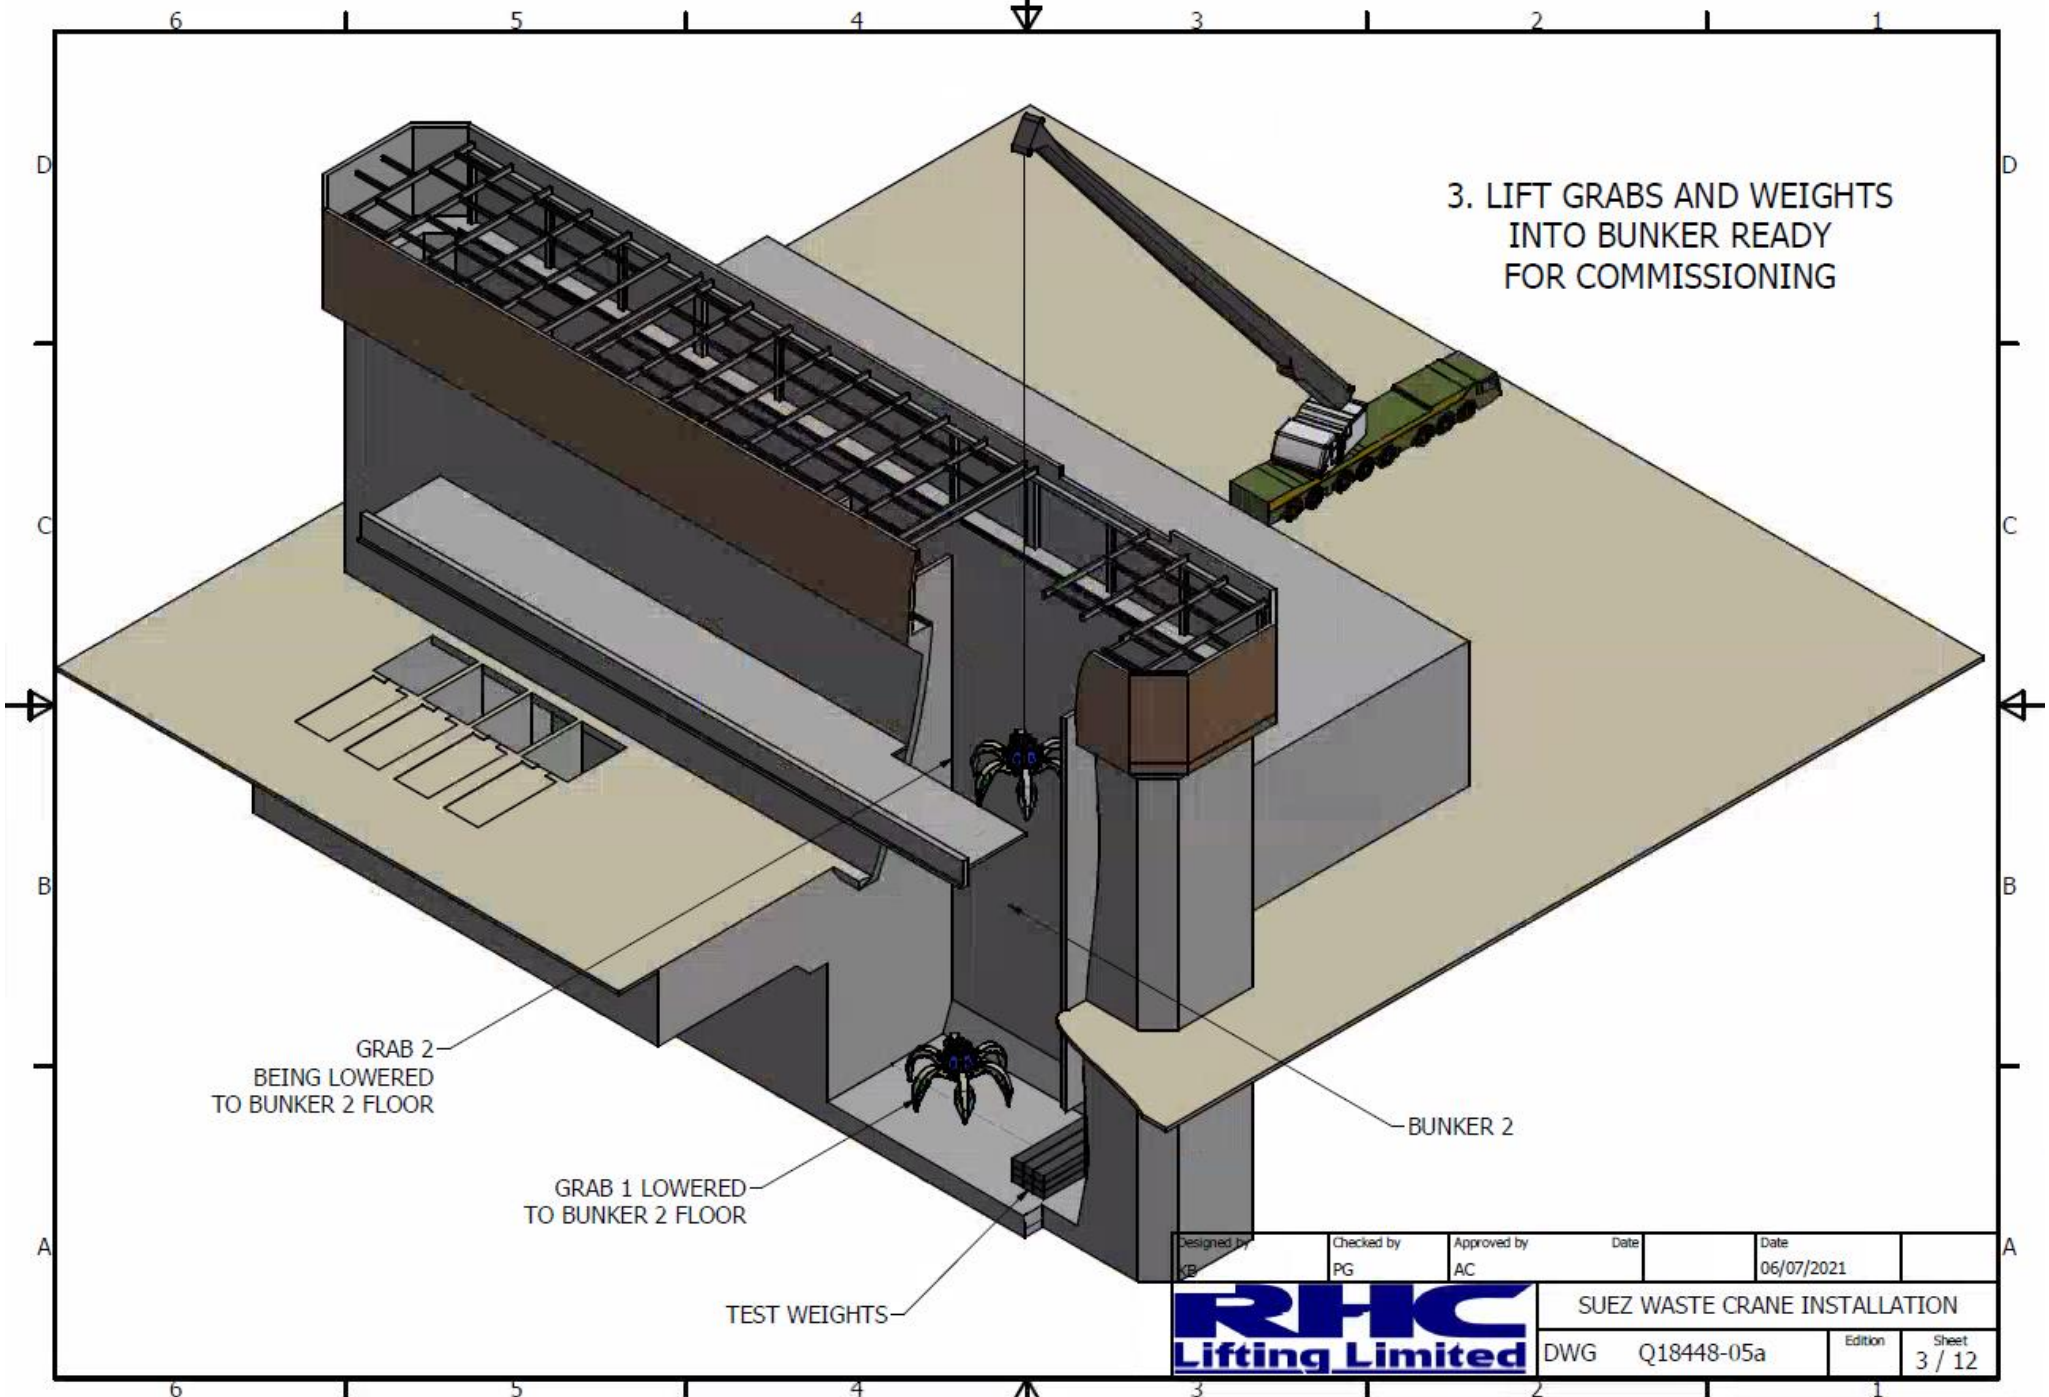 6 5 4 3 2 1
D D
3. LIFT GRABS AND WEIGHTS
INTO BUNKER READY
FOR COMMISSIONING
C C
B B
GRAB 2
BEING LOWERED
TO BUNKER 2 FLOOR
BUNKER 2
GRAB 1 LOWERED
TO BUNKER 2 FLOOR
TEST WEIGHTS
A A
Designed by Checked by Approved by Date Date
KB PG AC 06/07/2021
RHC
Lifting Limited
SUEZ WASTE CRANE INSTALLATION
DWG Q18448-05a Edition Sheet
3 / 12
6 5 4 3 2 1